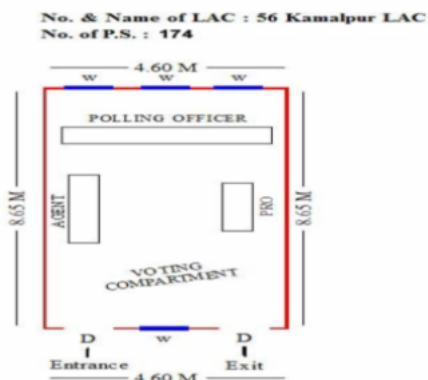 No. & Name of LAC : 56 Kamalpur LAC
No. of P.S. : 174
4.60 M
W W W
POLLING OFFICER
8.65 M
AGENT
PRO
8.65 M
VOTING
COMPARTMENT
D W D
Entrance Exit
4.60 M